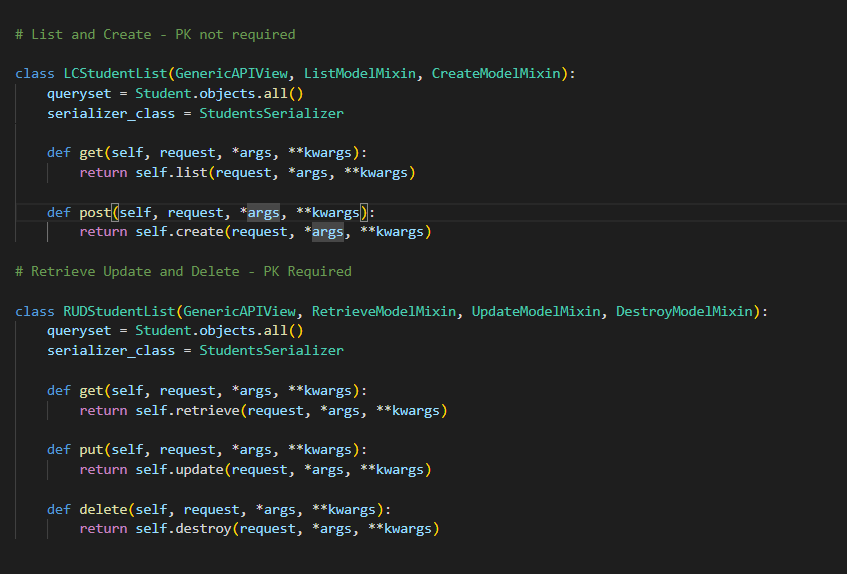 # List and Create - PK not required
class LCStudentList(GenericAPIView, ListModelMixin, CreateModelMixin):
queryset = Student.objects.all()
serializer_class = StudentsSerializer
def get(self, request, *args, **kwargs):
return self.list(request, *args, **kwargs)
def post(self, request, *args, **kwargs):
return self.create(request, *args, **kwargs)
# Retrieve Update and Delete - PK Required
class RUDStudentList(GenericAPIView, RetrieveModelMixin, UpdateModelMixin, DestroyModelMixin):
queryset = Student.objects.all()
serializer_class = StudentsSerializer
def get(self, request, *args, **kwargs):
return self.retrieve(request, *args, **kwargs)
def put(self, request, *args, **kwargs):
return self.update(request, *args, **kwargs)
def delete(self, request, *args, **kwargs):
return self.destroy(request, *args, **kwargs)